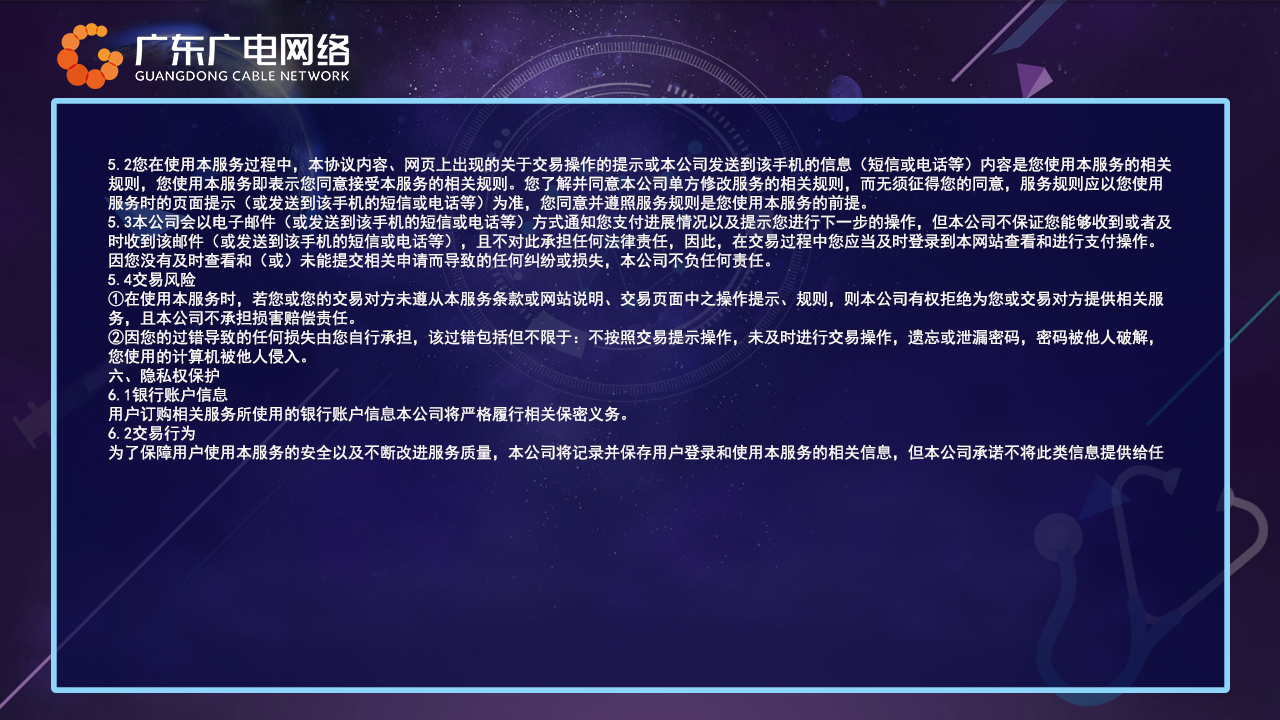 广东广电网络
GUANGDONG CABLE NETWORK
5.2您在使用本服务过程中，本协议内容、网页上出现的关于交易操作的提示或本公司发送到该手机的信息（短信或电话等）内容是您使用本服务的相关
规则，您使用本服务即表示您同意接受本服务的相关规则。您了解并同意本公司单方修改服务的相关规则，而无须征得您的同意，服务规则应以您使用
服务时的页面提示（或发送到该手机的短信或电话等）为准，您同意并遵照服务规则是您使用本服务的前提。
5.3本公司会以电子邮件（或发送到该手机的短信或电话等）方式通知您支付进展情况以及提示您进行下一步的操作，但本公司不保证您能够收到或者及
时收到该邮件（或发送到该手机的短信或电话等），且不对此承担任何法律责任，因此，在交易过程中您应当及时登录到本网站查看和进行支付操作。
因您没有及时查看和（或）未能提交相关申请而导致的任何纠纷或损失，本公司不负任何责任。
5.4交易风险
①在使用本服务时，若您或您的交易对方未遵从本服务条款或网站说明、交易页面中之操作提示、规则，则本公司有权拒绝为您或交易对方提供相关服
务，且本公司不承担损害赔偿责任。
②因您的过错导致的任何损失由您自行承担，该过错包括但不限于：不按照交易提示操作，未及时进行交易操作，遗忘或泄漏密码，密码被他人破解，
您使用的计算机被他人侵入。
六、隐私权保护
6.1银行账户信息
用户订购相关服务所使用的银行账户信息本公司将严格履行相关保密义务。
6.2交易行为
为了保障用户使用本服务的安全以及不断改进服务质量，本公司将记录并保存用户登录和使用本服务的相关信息，但本公司承诺不将此类信息提供给任